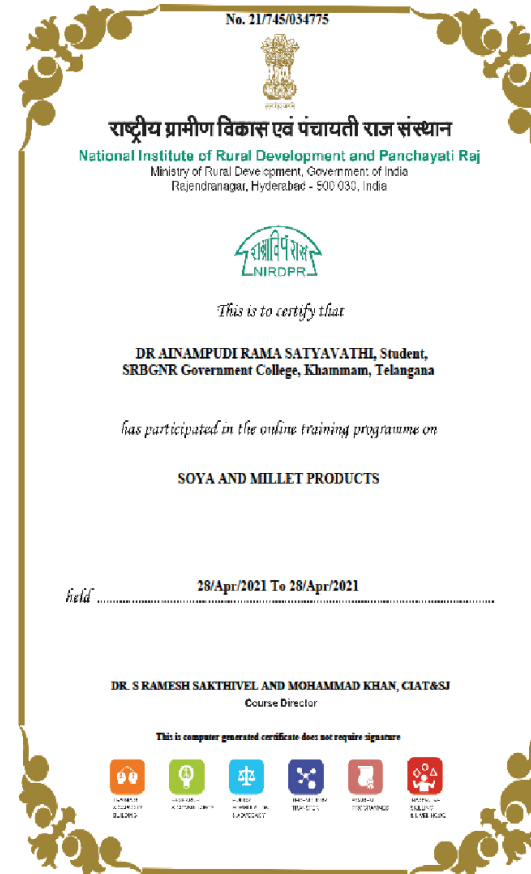 No. 21/745/034775
राष्ट्रीय ग्रामीण विकास एवं पंचायती राज संस्थान
National Institute of Rural Development and Panchayati Raj
Ministry of Rural Development, Government of India
Rajendranagar, Hyderabad - 500 030, India
NIRDPR
This is to certify that
DR AINAMPUDI RAMA SATYAVATHI, Student,
SRBGNR Government College, Khammam, Telangana
has participated in the online training programme on
SOYA AND MILLET PRODUCTS
held 28/Apr/2021 To 28/Apr/2021
DR. S RAMESH SAKTHIVEL AND MOHAMMAD KHAN, CIAT&SJ
Course Director
This is computer generated certificate does not require signature
TRANSFER
BUILDING
& ADVOCACY